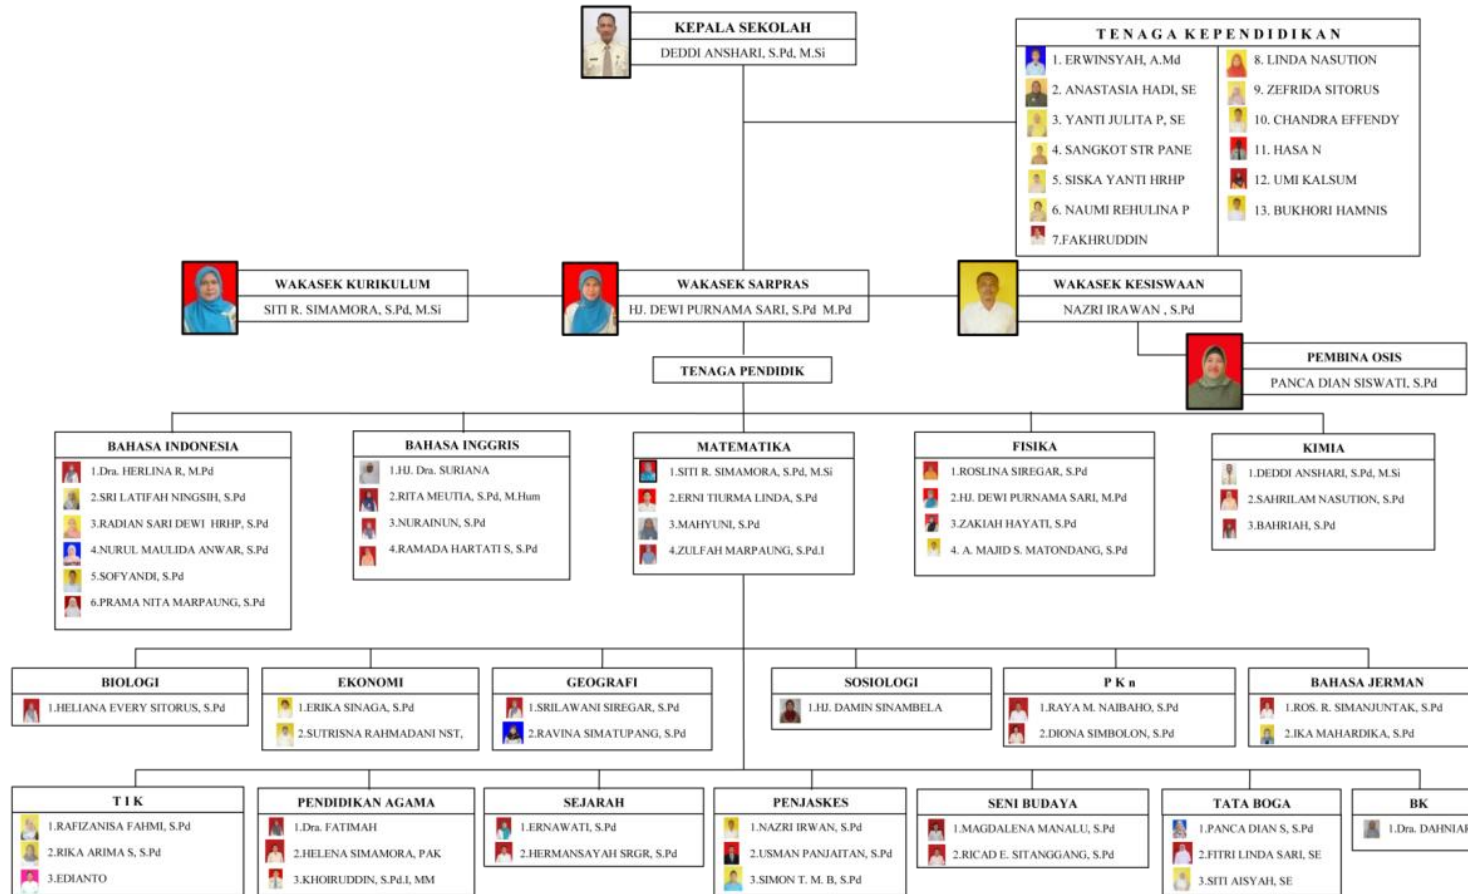 KEPALA SEKOLAH
DEDDI ANSHARI, S.Pd, M.Si
TENAGA KEPENDIDIKAN
1. ERWINSYAH, A.Md
2. ANASTASIA HADI, SE
3. YANTI JULITA P, SE
4. SANGKOT STR PANE
5. SISKA YANTI HRHP
6. NAUMI REHULINA P
7.FAKHRUDDIN
8. LINDA NASUTION
9. ZEFRIDA SITORUS
10. CHANDRA EFFENDY
11. HASA N
12. UMI KALSUM
13. BUKHORI HAMNIS
WAKASEK KURIKULUM
SITI R. SIMAMORA, S.Pd, M.Si
WAKASEK SARPRAS
HJ. DEWI PURNAMA SARI, S.Pd M.Pd
WAKASEK KESISWAAN
NAZRI IRAWAN , S.Pd
PEMBINA OSIS
PANCA DIAN SISWATI, S.Pd
TENAGA PENDIDIK
BAHASA INDONESIA
1.Dra. HERLINA R, M.Pd
2.SRI LATIFAH NINGSIH, S.Pd
3.RADIAN SARI DEWI HRHP, S.Pd
4.NURUL MAULIDA ANWAR, S.Pd
5.SOFYANDI, S.Pd
6.PRAMA NITA MARPAUNG, S.Pd
BAHASA INGGRIS
1.HJ. Dra. SURIANA
2.RITA MEUTIA, S.Pd, M.Hum
3.NURAINUN, S.Pd
4.RAMADA HARTATI S, S.Pd
MATEMATIKA
1.SITI R. SIMAMORA, S.Pd, M.Si
2.ERNI TIURMA LINDA, S.Pd
3.MAHYUNI, S.Pd
4.ZULFAH MARPAUNG, S.Pd.I
FISIKA
1.ROSLINA SIREGAR, S.Pd
2.HJ. DEWI PURNAMA SARI, M.Pd
3.ZAKIAH HAYATI, S.Pd
4. A. MAJID S. MATONDANG, S.Pd
KIMIA
1.DEDDI ANSHARI, S.Pd, M.Si
2.SAHRILAM NASUTION, S.Pd
3.BAHRIAH, S.Pd
BIOLOGI
1.HELIANA EVERY SITORUS, S.Pd
EKONOMI
1.ERIKA SINAGA, S.Pd
2.SUTRISNA RAHMADANI NST,
GEOGRAFI
1.SRILAWANI SIREGAR, S.Pd
2.RAVINA SIMATUPANG, S.Pd
SOSIOLOGI
1.HJ. DAMIN SINAMBELA
P K n
1.RAYA M. NAIBAHO, S.Pd
2.DIONA SIMBOLON, S.Pd
BAHASA JERMAN
1.ROS. R. SIMANJUNTAK, S.Pd
2.IKA MAHARDIKA, S.Pd
T I K
1.RAFIZANISA FAHMI, S.Pd
2.RIKA ARIMA S, S.Pd
3.EDIANTO
PENDIDIKAN AGAMA
1.Dra. FATIMAH
2.HELENA SIMAMORA, PAK
3.KHOIRUDDIN, S.Pd.I, MM
SEJARAH
1.ERNAWATI, S.Pd
2.HERMANSAYAH SRGR, S.Pd
PENJASKES
1.NAZRI IRWAN, S.Pd
2.USMAN PANJAITAN, S.Pd
3.SIMON T. M. B, S.Pd
SENI BUDAYA
1.MAGDALENA MANALU, S.Pd
2.RICAD E. SITANGGANG, S.Pd
TATA BOGA
1.PANCA DIAN S, S.Pd
2.FITRI LINDA SARI, SE
3.SITI AISYAH, SE
BK
1.Dra. DAHNIAR